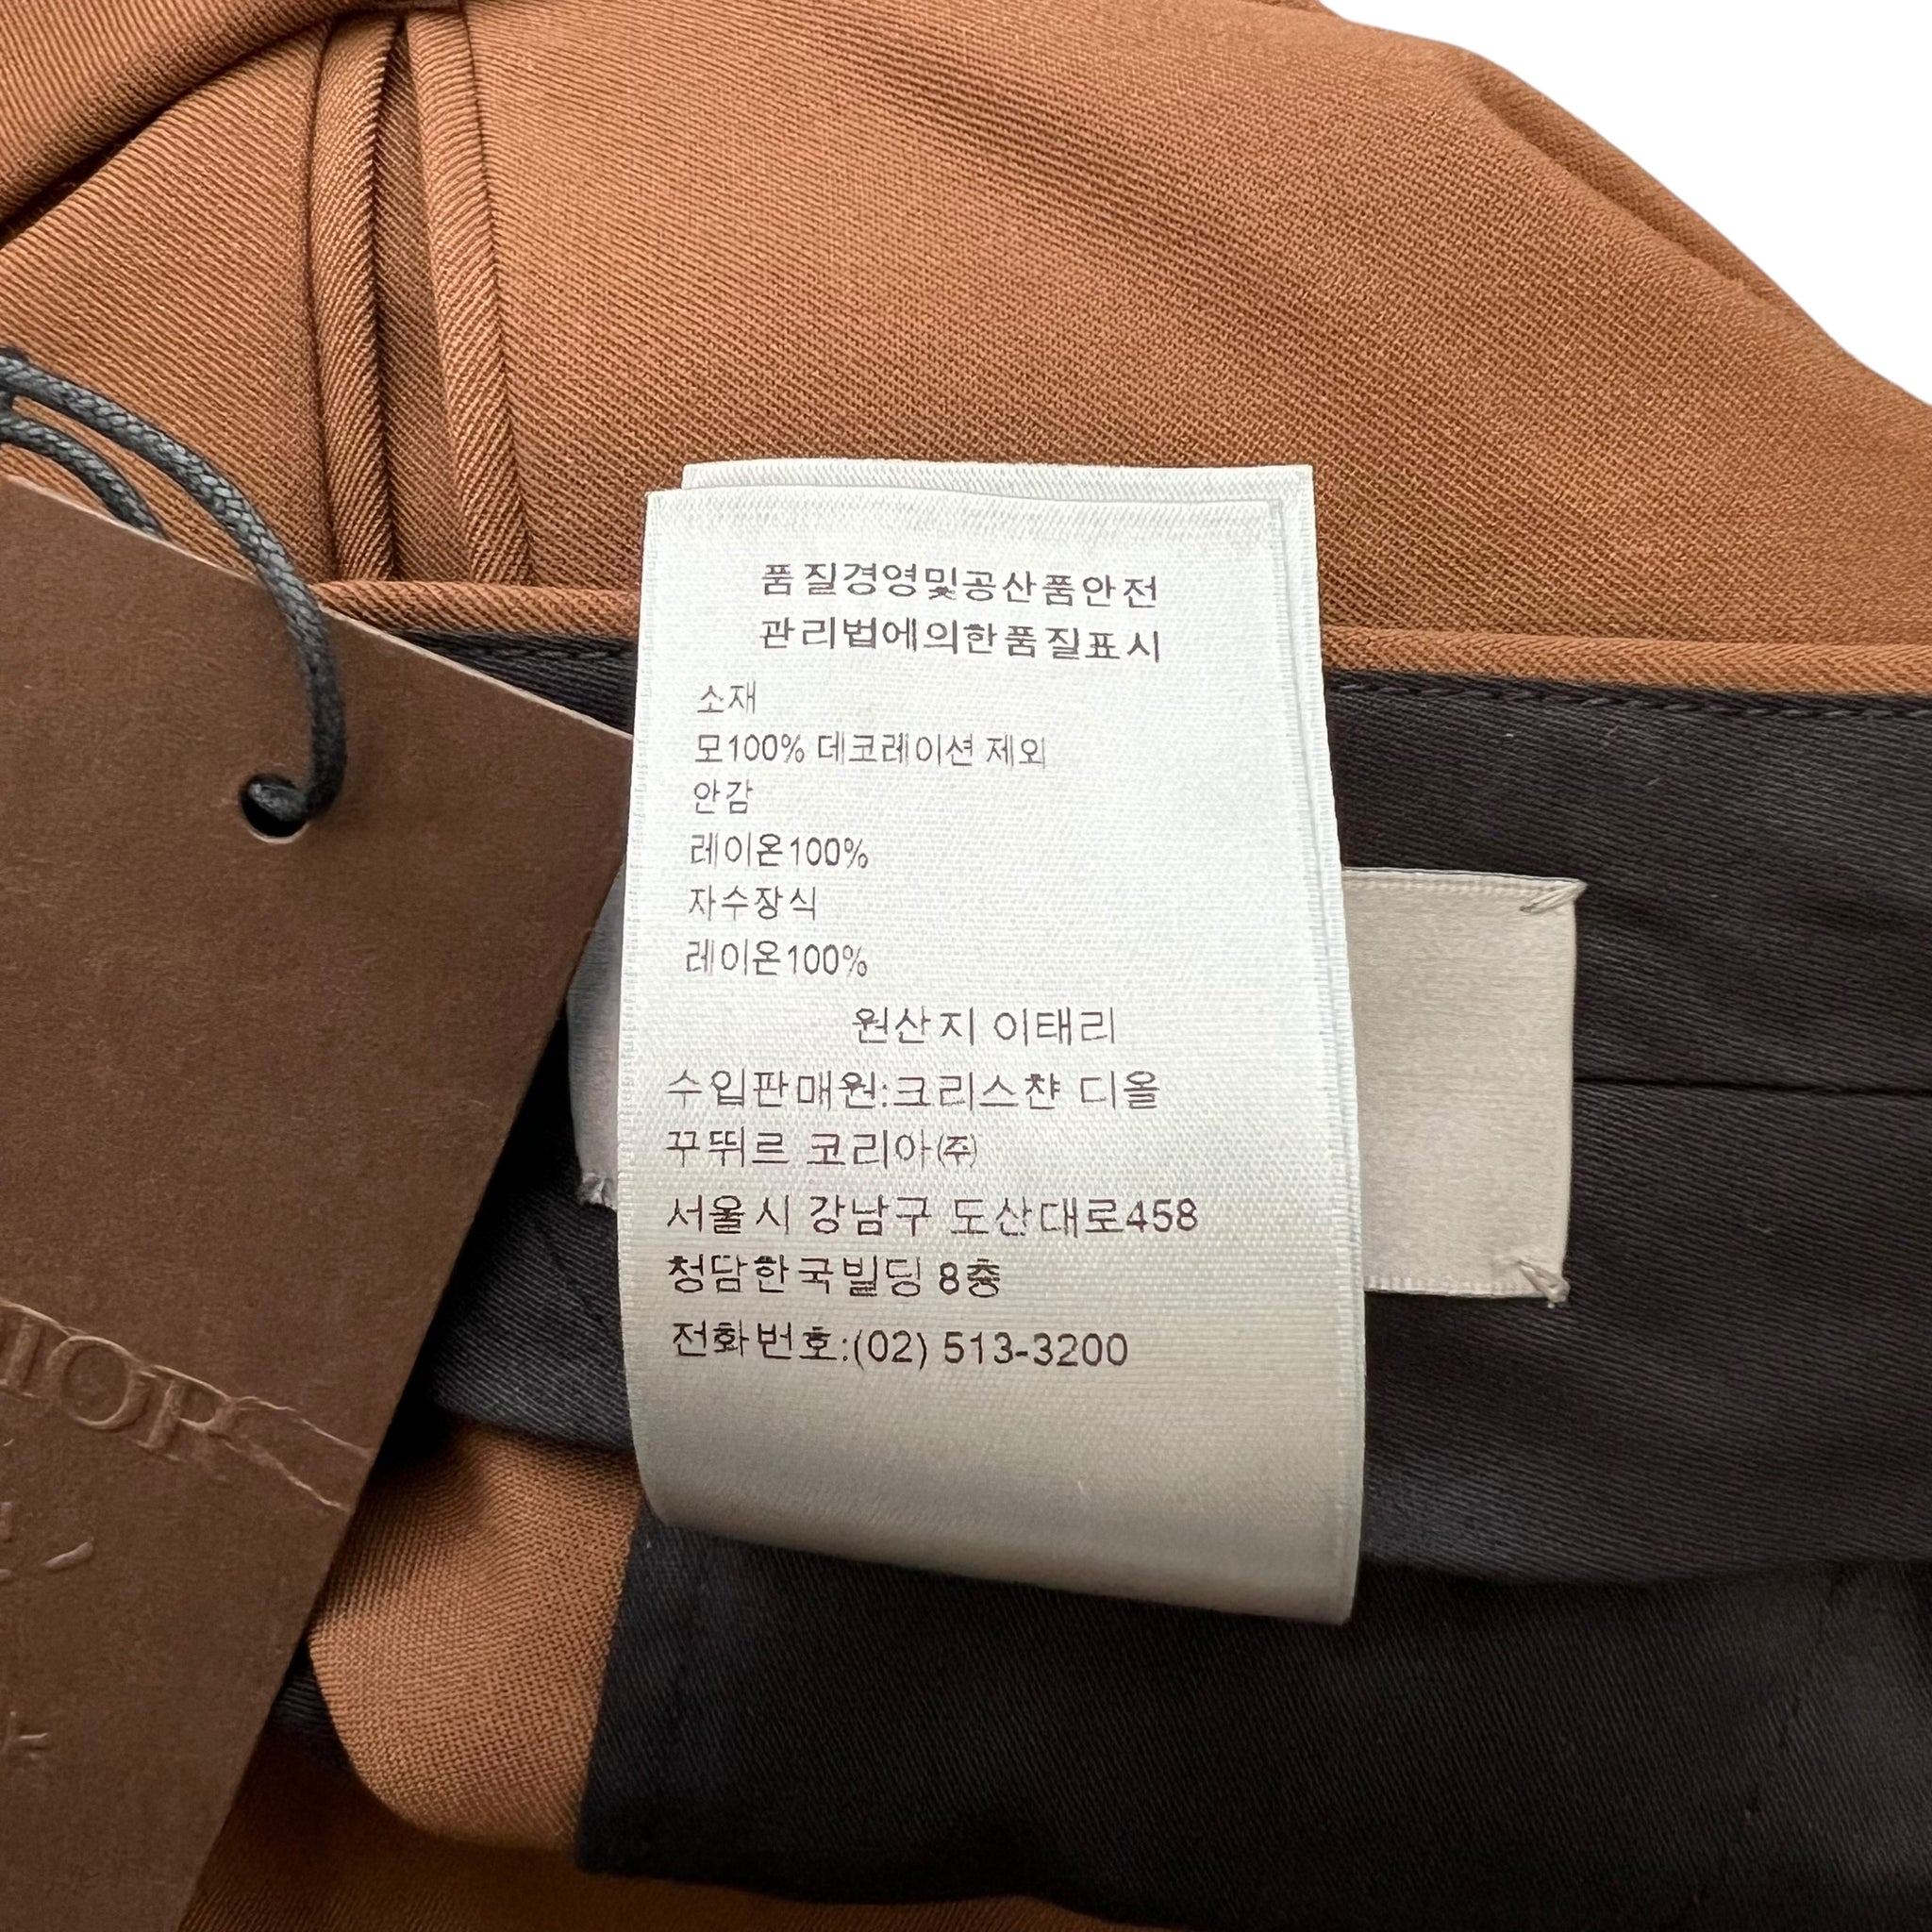 품질경영및공산품안전
관리법에의한품질표시
소재
모100% 데코레이션 제외
안감
레이온100%
자수장식
레이온100%
원산지 이태리
수입판매원:크리스챤 디올
꾸뛰르 코리아㈜
서울시 강남구 도산대로458
청담한국빌딩 8층
전화번호:(02) 513-3200